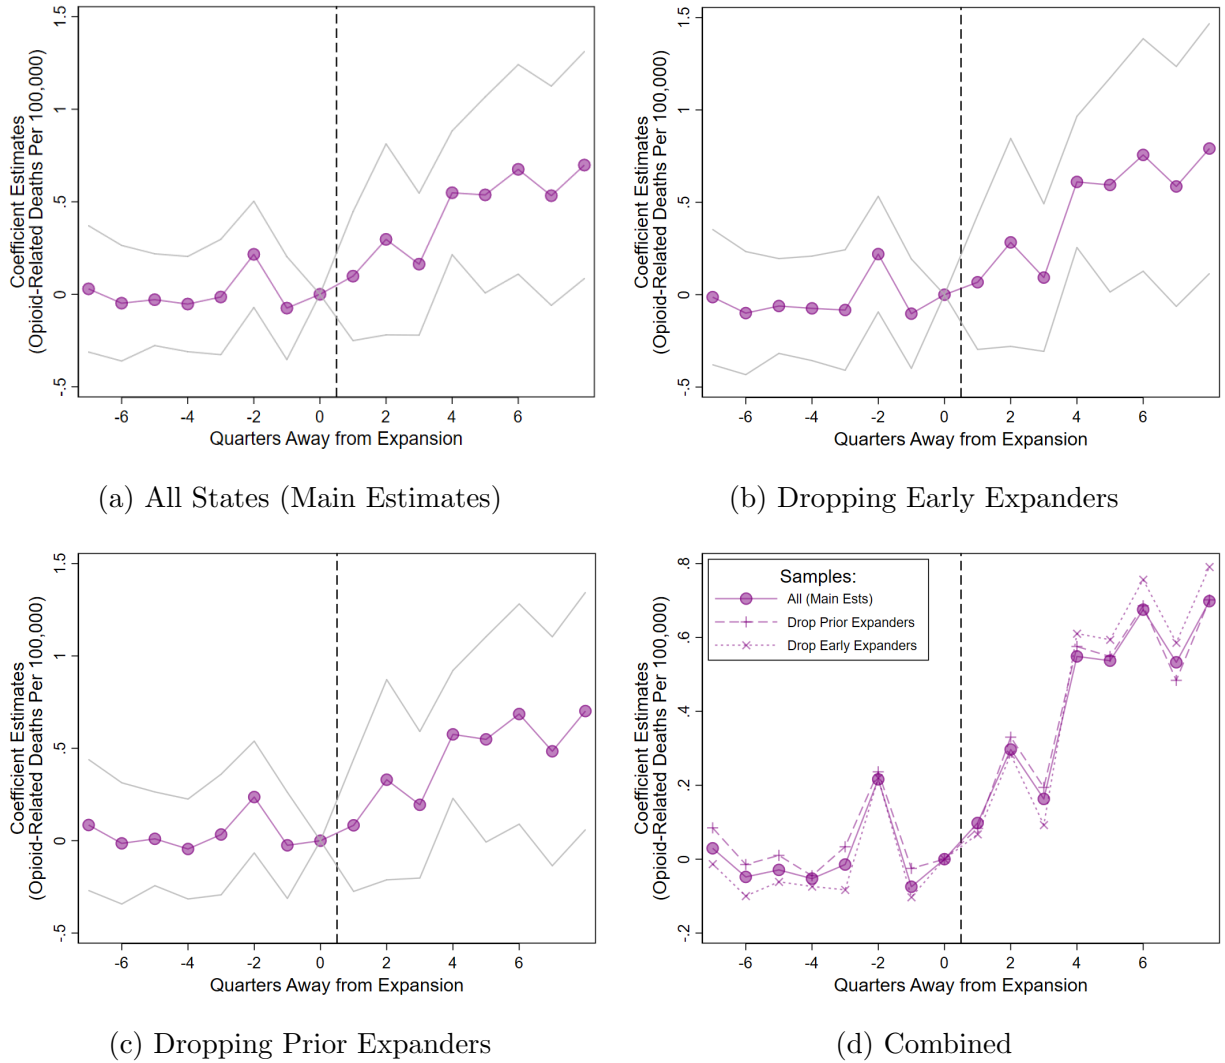 1.5
1
.5
0
-.5
Coefficient Estimates
(Opioid-Related Deaths Per 100,000)
-6 -4 -2 0 2 4 6
Quarters Away from Expansion
(a) All States (Main Estimates)
1.5
1
.5
0
-.5
Coefficient Estimates
(Opioid-Related Deaths Per 100,000)
-6 -4 -2 0 2 4 6
Quarters Away from Expansion
(b) Dropping Early Expanders
1.5
1
.5
0
-.5
Coefficient Estimates
(Opioid-Related Deaths Per 100,000)
-6 -4 -2 0 2 4 6
Quarters Away from Expansion
(c) Dropping Prior Expanders
.8
.6
.4
.2
0
-.2
Coefficient Estimates
(Opioid-Related Deaths Per 100,000)
Samples:
All (Main Ests)
Drop Prior Expanders
Drop Early Expanders
-6 -4 -2 0 2 4 6
Quarters Away from Expansion
(d) Combined